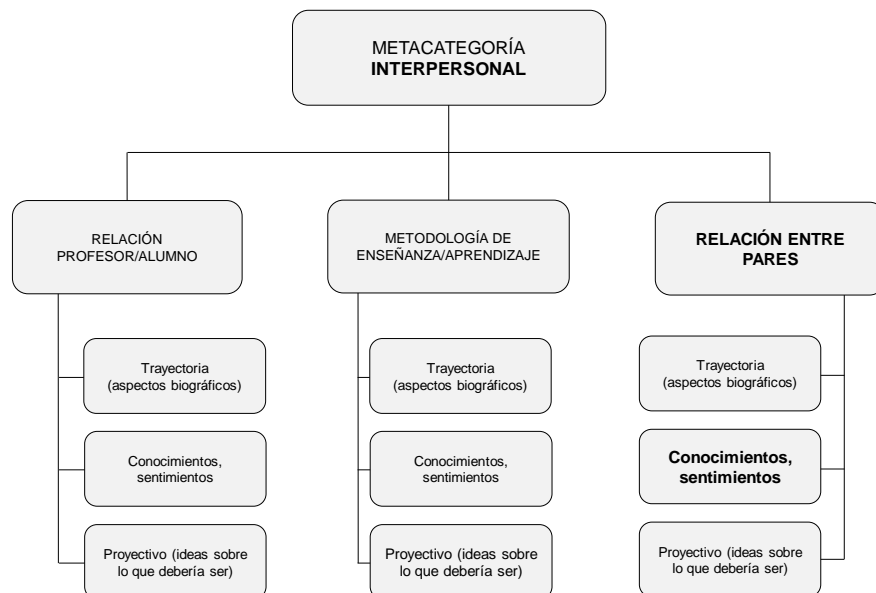 METACATEGORÍA
INTERPERSONAL
RELACIÓN
PROFESOR/ALUMNO
METODOLOGÍA DE
ENSEÑANZA/APRENDIZAJE
RELACIÓN ENTRE
PARES
Trayectoria
(aspectos biográficos)
Trayectoria
(aspectos biográficos)
Trayectoria
(aspectos biográficos)
Conocimientos,
sentimientos
Conocimientos,
sentimientos
Conocimientos,
sentimientos
Proyectivo (ideas sobre
lo que debería ser)
Proyectivo (ideas sobre
lo que debería ser)
Proyectivo (ideas sobre
lo que debería ser)